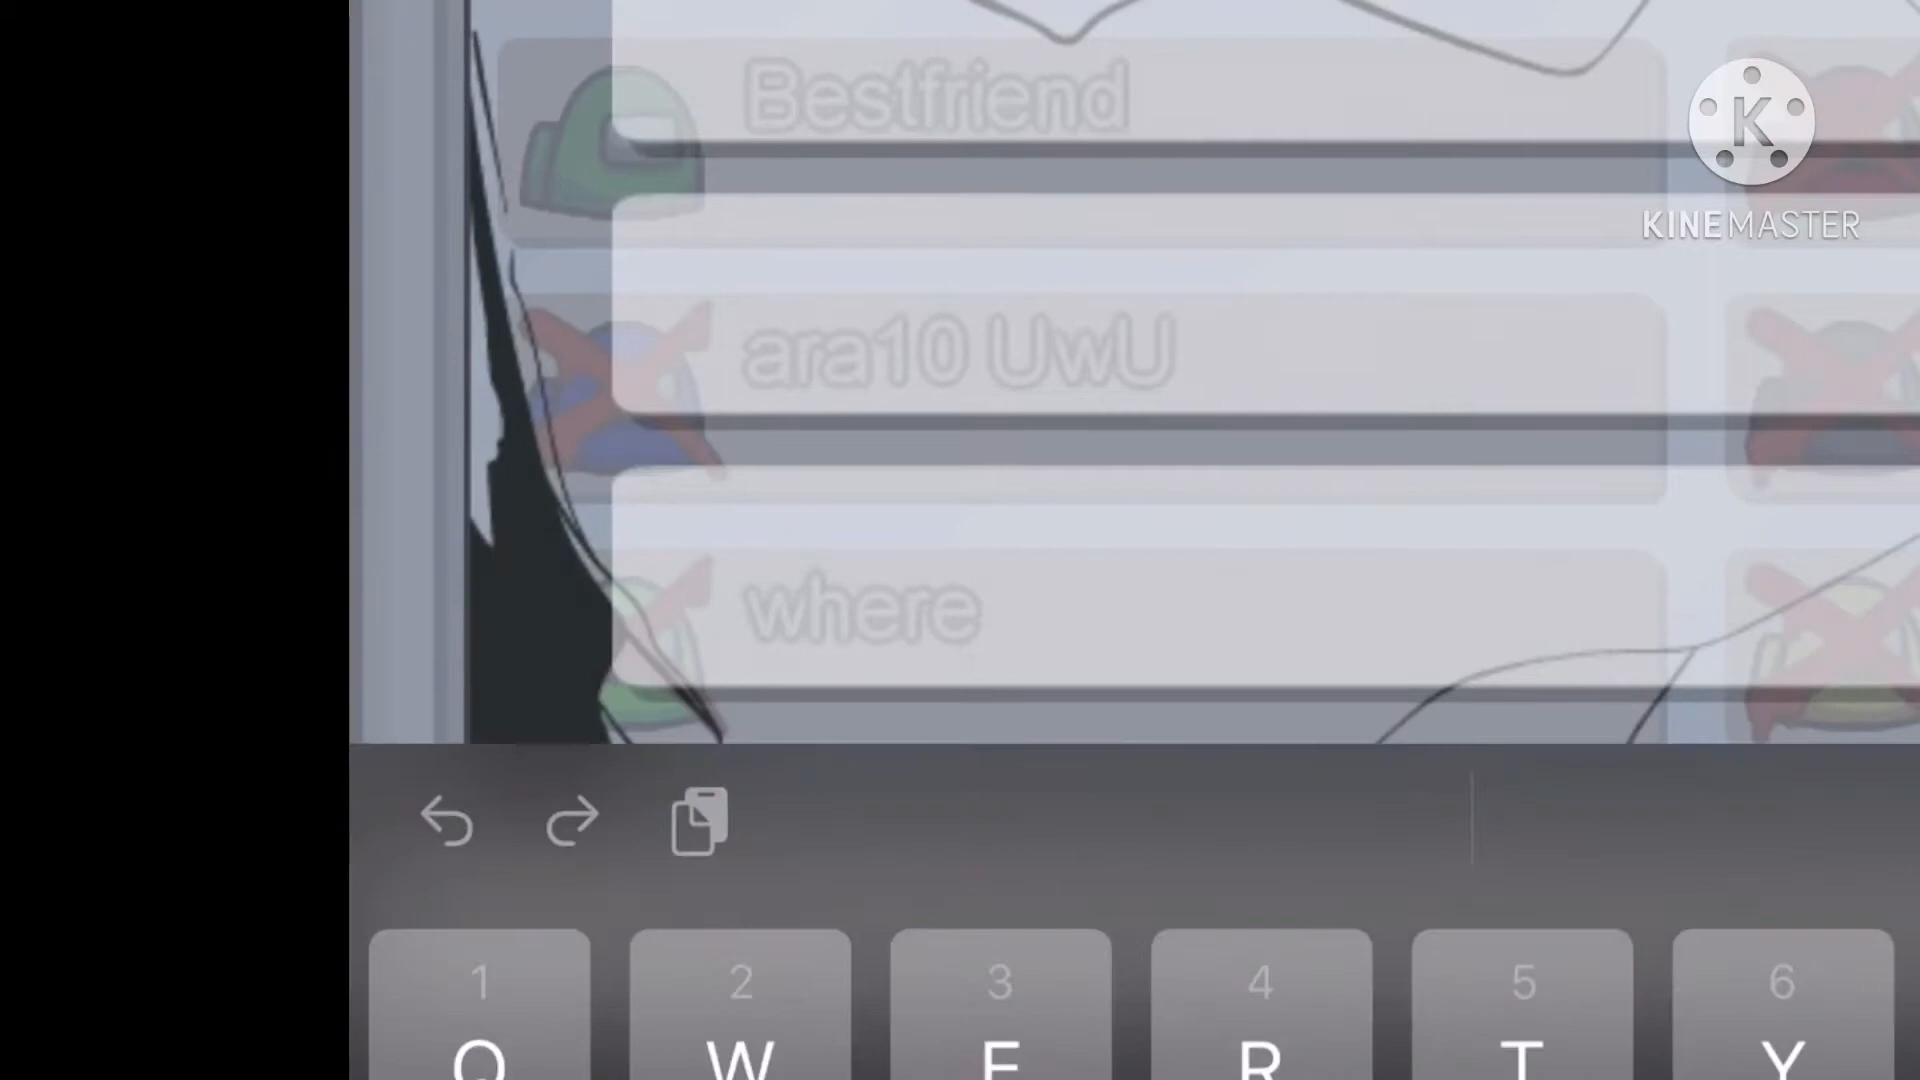 Bestfriend
K
KINEMASTER
ara10 UwU
where
1 2 3 4 5 6
Q W E R T Y